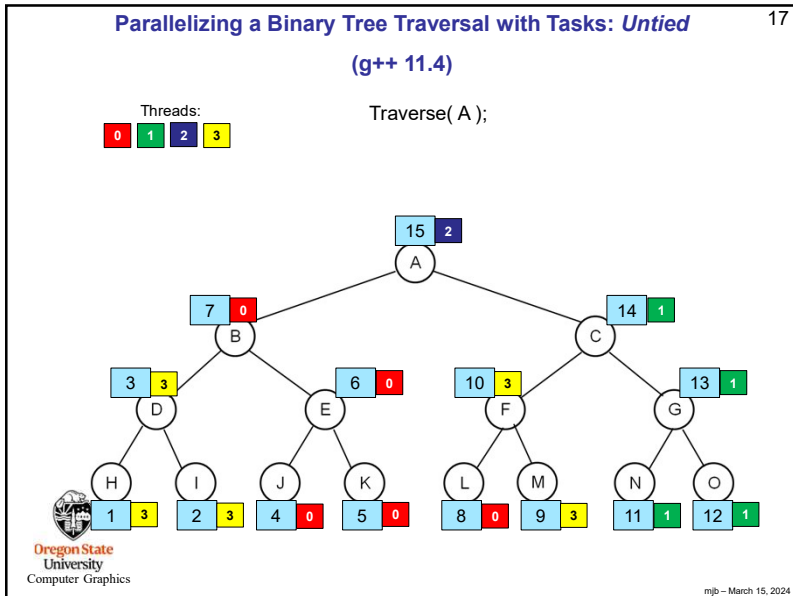 Parallelizing a Binary Tree Traversal with Tasks: Untied
17
(g++ 11.4)
Threads:
0 1 2 3
Traverse( A );
15 2
A
7 0
B
14 1
C
3 3
D
6 0
E
10 3
F
13 1
G
H I J K L M N O
1 3 2 3 4 0 5 0 8 0 9 3 11 1 12 1
Oregon State
University
Computer Graphics
mjb – March 15, 2024